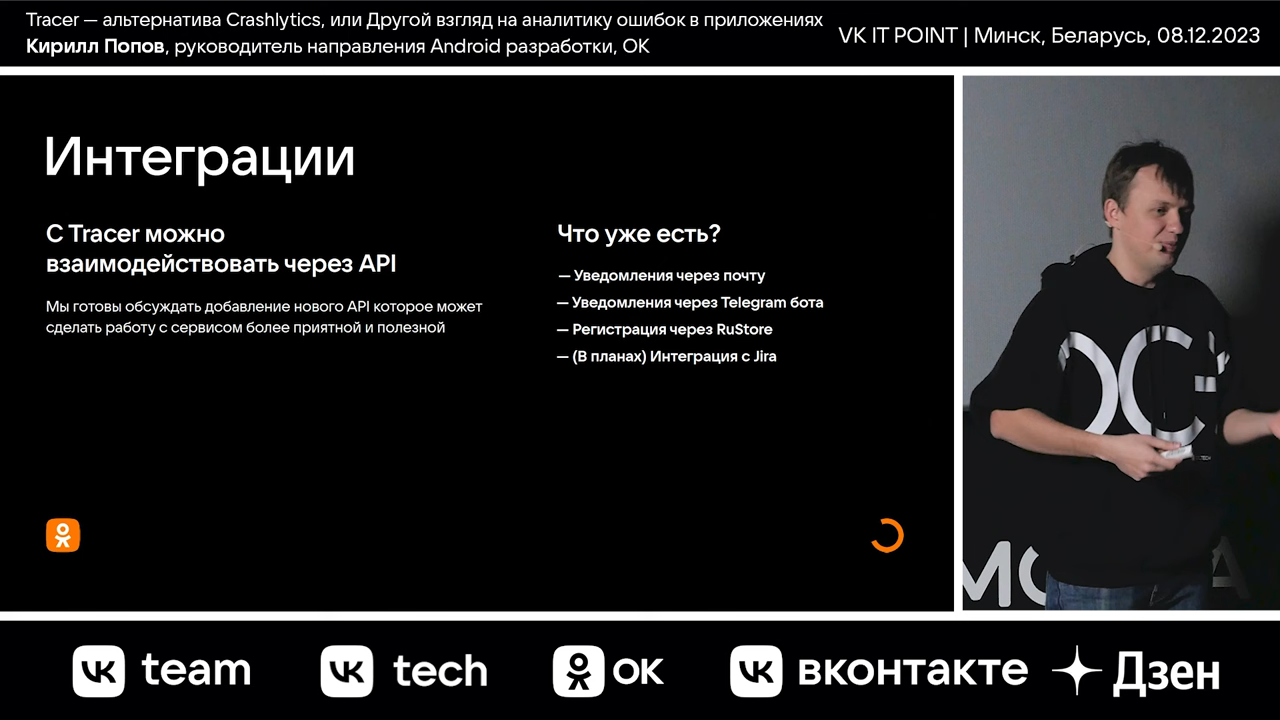 Tracer — альтернатива Crashlytics, или Другой взгляд на аналитику ошибок в приложениях
Кирилл Попов, руководитель направления Android разработки, ОК
VK IT POINT | Минск, Беларусь, 08.12.2023
Интеграции
С Tracer можно
взаимодействовать через API
Мы готовы обсуждать добавление нового API которое может
сделать работу с сервисом более приятной и полезной
Что уже есть?
— Уведомления через почту
— Уведомления через Telegram бота
— Регистрация через RuStore
— (В планах) Интеграция с Jira
team
tech
ОК
вконтакте
Дзен